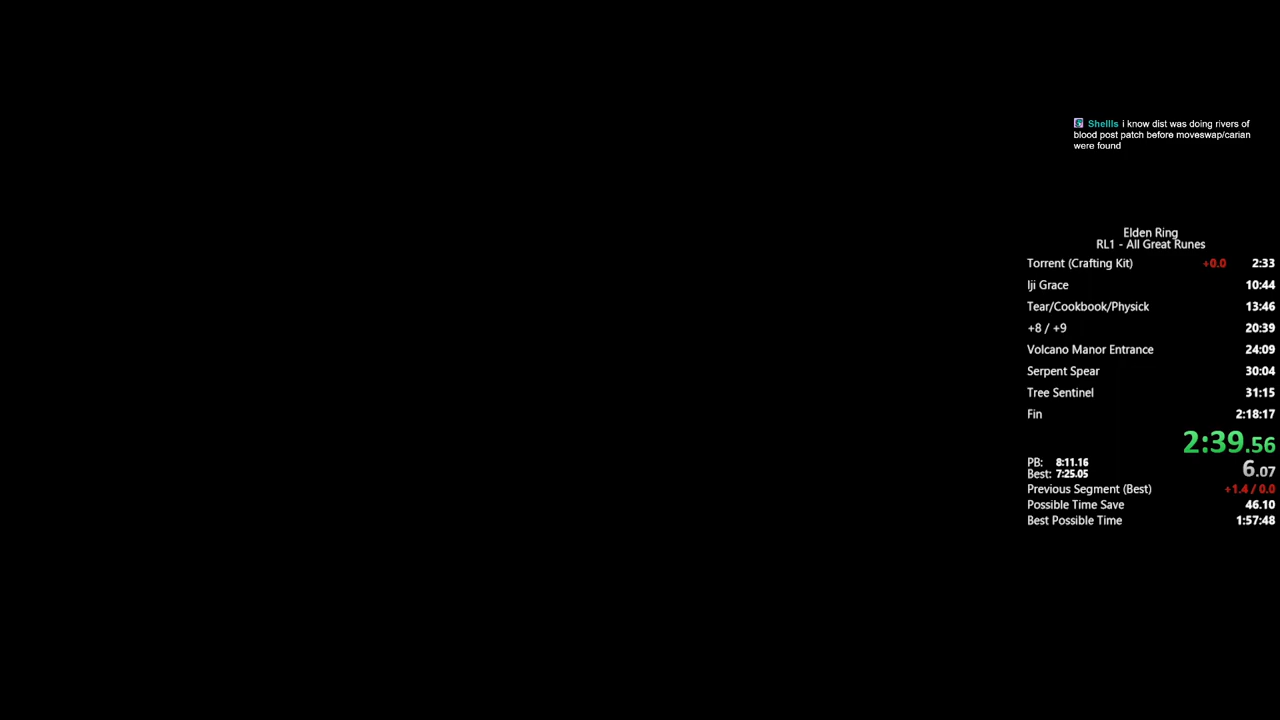 Shellls i know dist was doing rivers of
blood post patch before moveswap/carian
were found
Elden Ring
RL1 - All Great Runes
Torrent (Crafting Kit) +0.0 2:33
Iji Grace 10:44
Tear/Cookbook/Physick 13:46
+8 / +9 20:39
Volcano Manor Entrance 24:09
Serpent Spear 30:04
Tree Sentinel 31:15
Fin 2:18:17
2:39.56
PB: 8:11.16 6.07
Best: 7:25.05
Previous Segment (Best) +1.4 / 0.0
Possible Time Save 46.10
Best Possible Time 1:57:48